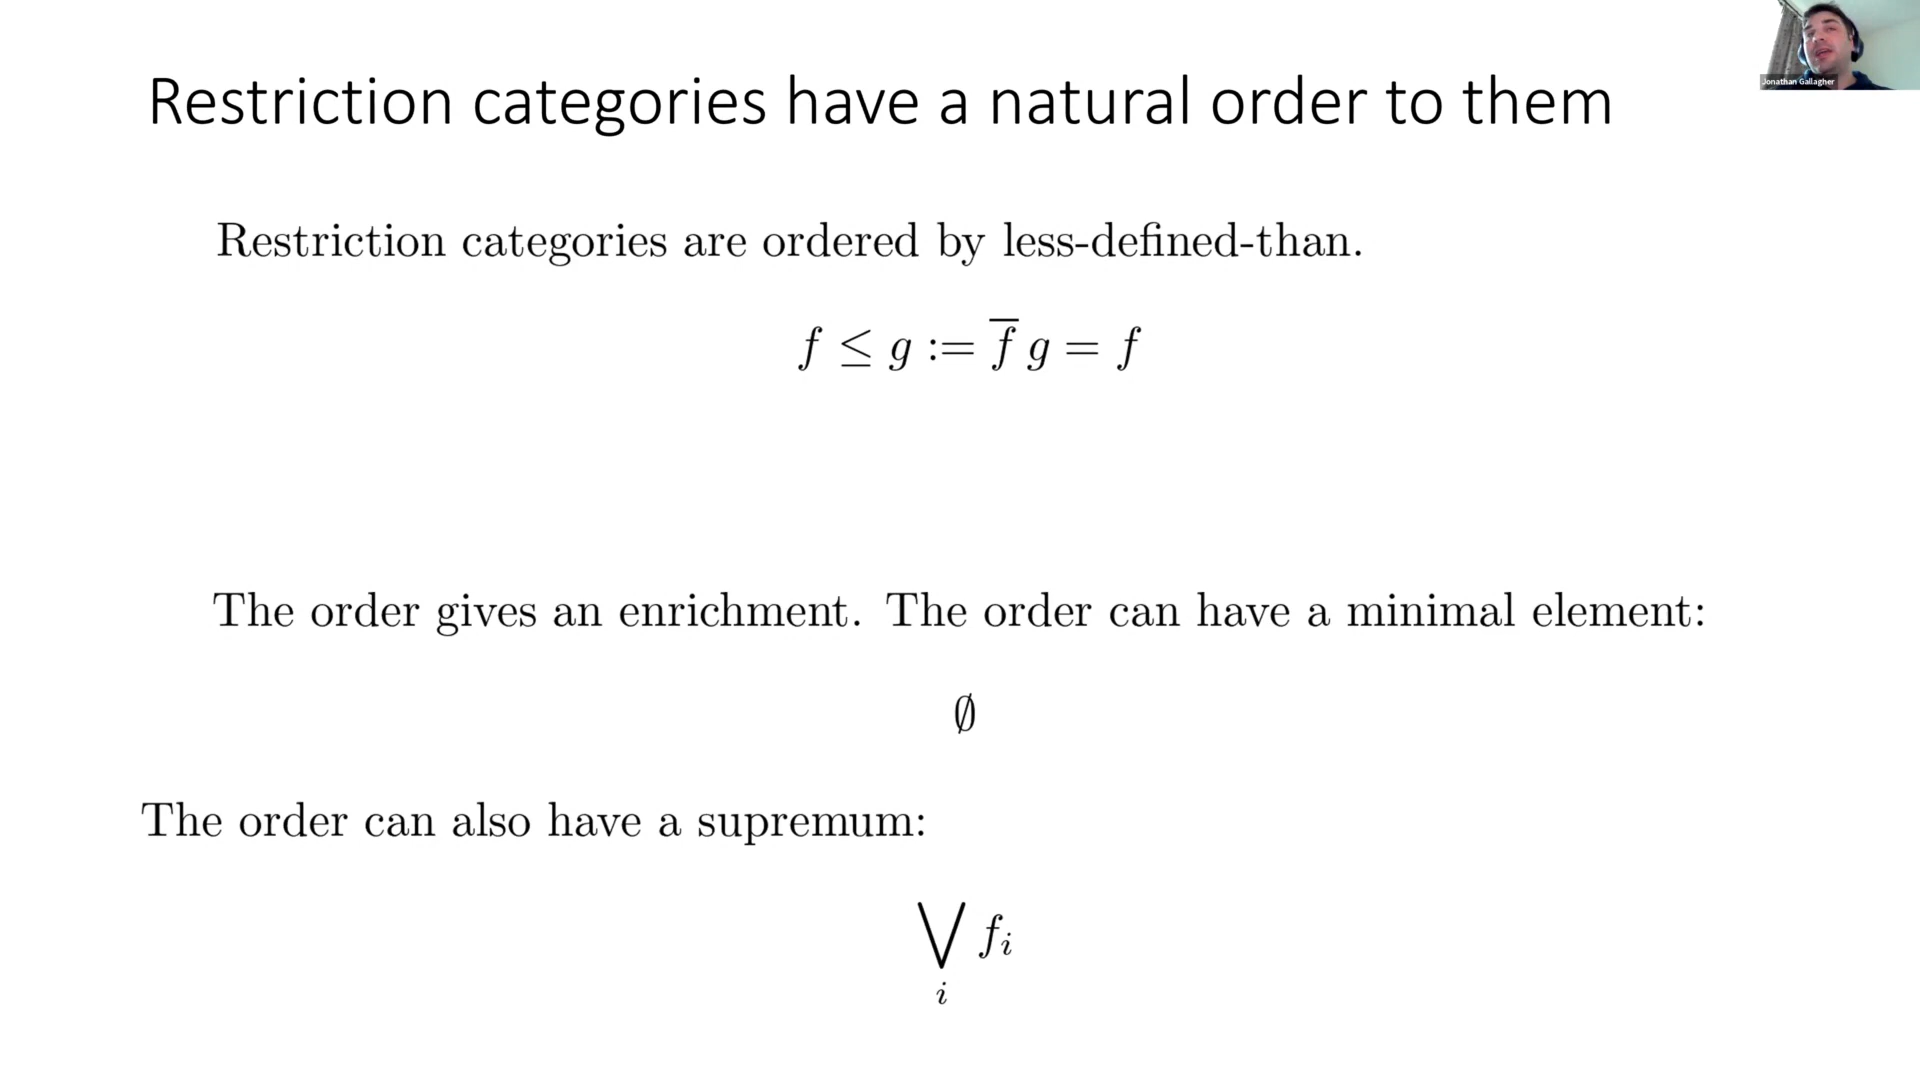 Restriction categories have a natural order to them
Jonathan Gallagher
Restriction categories are ordered by less-defined-than.
f ≤ g := f̅ g = f
The order gives an enrichment. The order can have a minimal element:
∅
The order can also have a supremum:
⋁ f_i
i